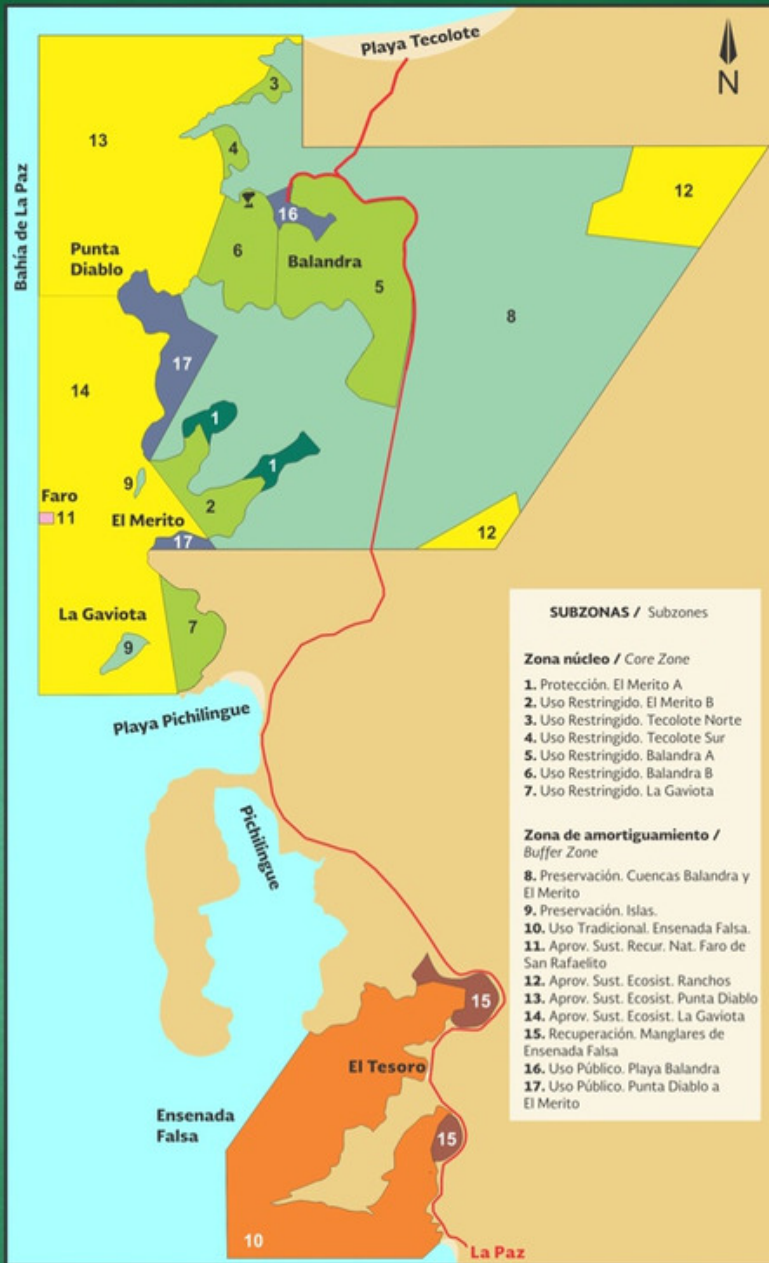 Playa Tecolote
N
3
13
4
12
Bahía de La Paz
16
6
Punta
Diablo
Balandra
5
8
17
14
1
1
9
2
Faro
11
El Merito
12
17
La Gaviota
7
9
Playa Pichilingue
Pichilingue
15
El Tesoro
Ensenada
Falsa
15
10
La Paz
SUBZONAS / Subzones
Zona núcleo / Core Zone
1. Protección. El Merito A
2. Uso Restringido. El Merito B
3. Uso Restringido. Tecolote Norte
4. Uso Restringido. Tecolote Sur
5. Uso Restringido. Balandra A
6. Uso Restringido. Balandra B
7. Uso Restringido. La Gaviota
Zona de amortiguamiento /
Buffer Zone
8. Preservación. Cuencas Balandra y
El Merito
9. Preservación. Islas.
10. Uso Tradicional. Ensenada Falsa.
11. Aprov. Sust. Recur. Nat. Faro de
San Rafaelito
12. Aprov. Sust. Ecosist. Ranchos
13. Aprov. Sust. Ecosist. Punta Diablo
14. Aprov. Sust. Ecosist. La Gaviota
15. Recuperación. Manglares de
Ensenada Falsa
16. Uso Público. Playa Balandra
17. Uso Público. Punta Diablo a
El Merito